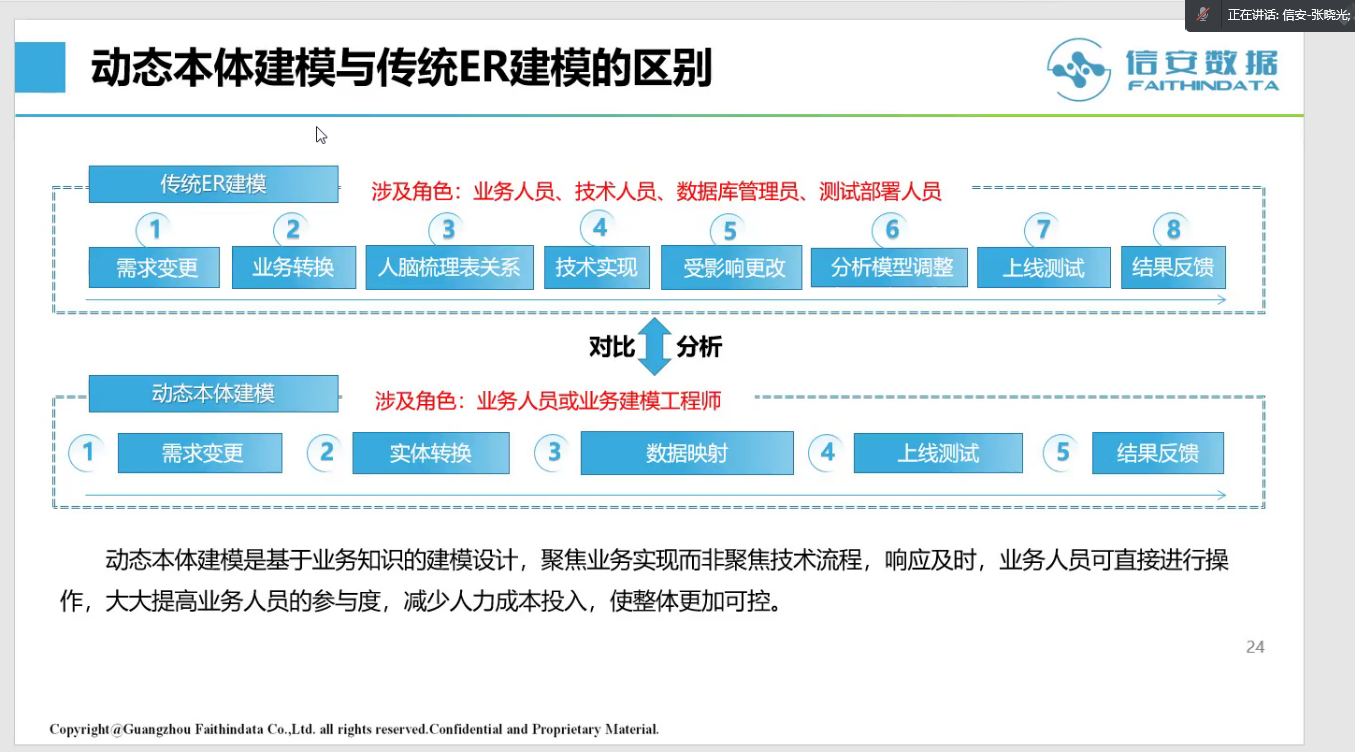 正在讲话: 信安-张晓光;
动态本体建模与传统ER建模的区别
信安数据
FAITHINDATA
传统ER建模
涉及角色：业务人员、技术人员、数据库管理员、测试部署人员
1 2 3 4 5 6 7 8
需求变更 业务转换 人脑梳理表关系 技术实现 受影响更改 分析模型调整 上线测试 结果反馈
对比 分析
动态本体建模
涉及角色：业务人员或业务建模工程师
1 需求变更 2 实体转换 3 数据映射 4 上线测试 5 结果反馈
动态本体建模是基于业务知识的建模设计，聚焦业务实现而非聚焦技术流程，响应及时，业务人员可直接进行操
作，大大提高业务人员的参与度，减少人力成本投入，使整体更加可控。
24
Copyright@Guangzhou Faithindata Co.,Ltd. all rights reserved.Confidential and Proprietary Material.